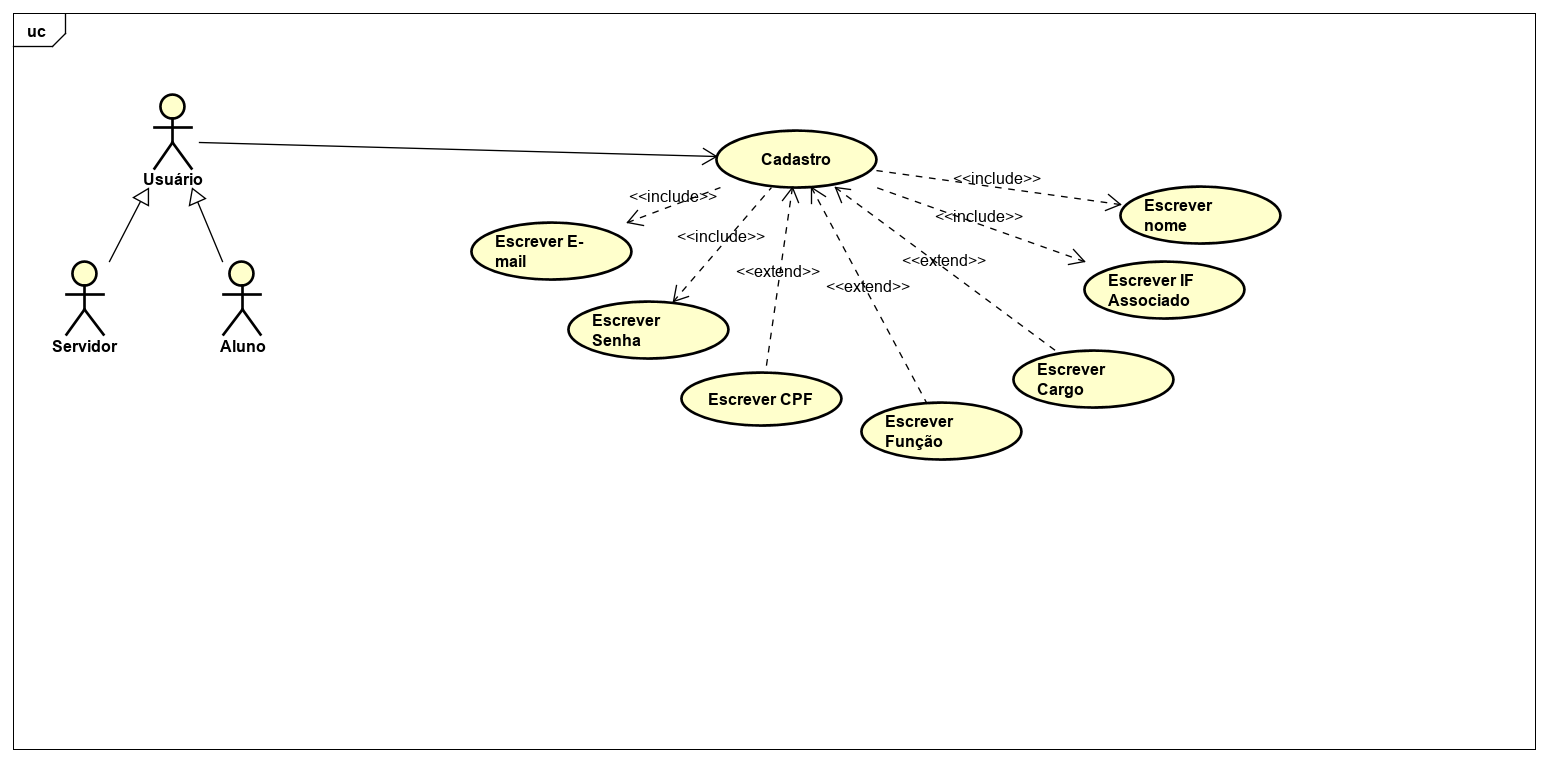 uc
Usuário
Servidor
Aluno
Cadastro
<<include>>
<<include>>
<<extend>>
<<extend>>
<<extend>>
<<include>>
<<include>>
Escrever E-
mail
Escrever
Senha
Escrever CPF
Escrever
Função
Escrever
Cargo
Escrever IF
Associado
Escrever
nome